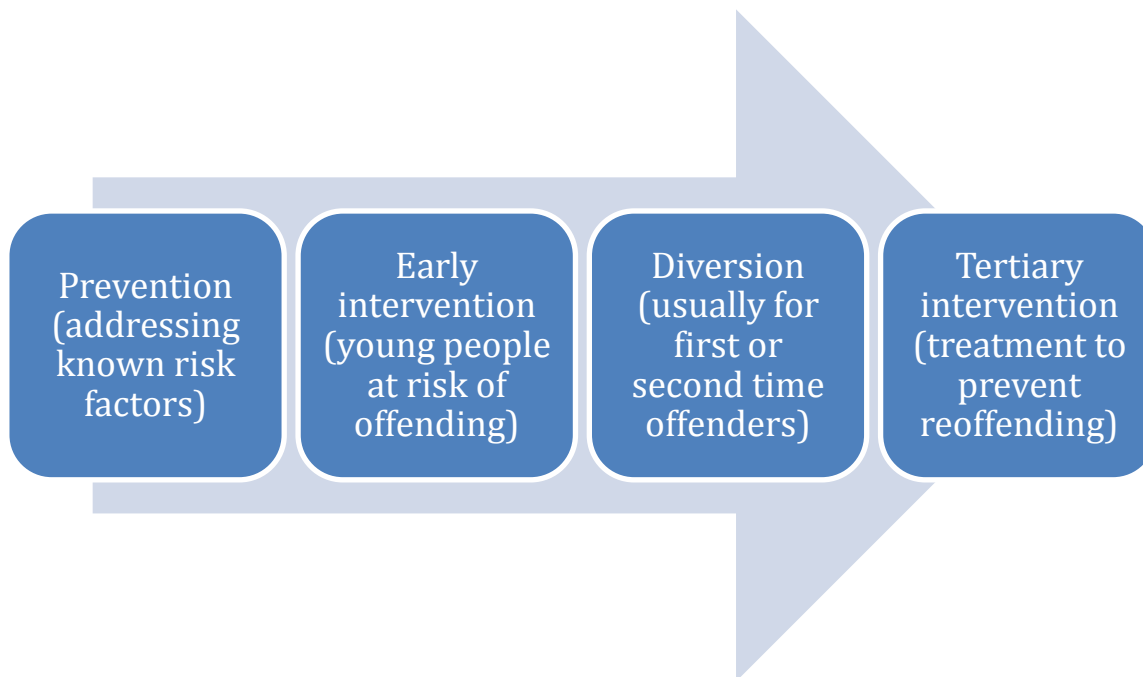 Prevention
(addressing
known risk
factors)
Early
intervention
(young people
at risk of
offending)
Diversion
(usually for
first or
second time
offenders)
Tertiary
intervention
(treatment to
prevent
reoffending)